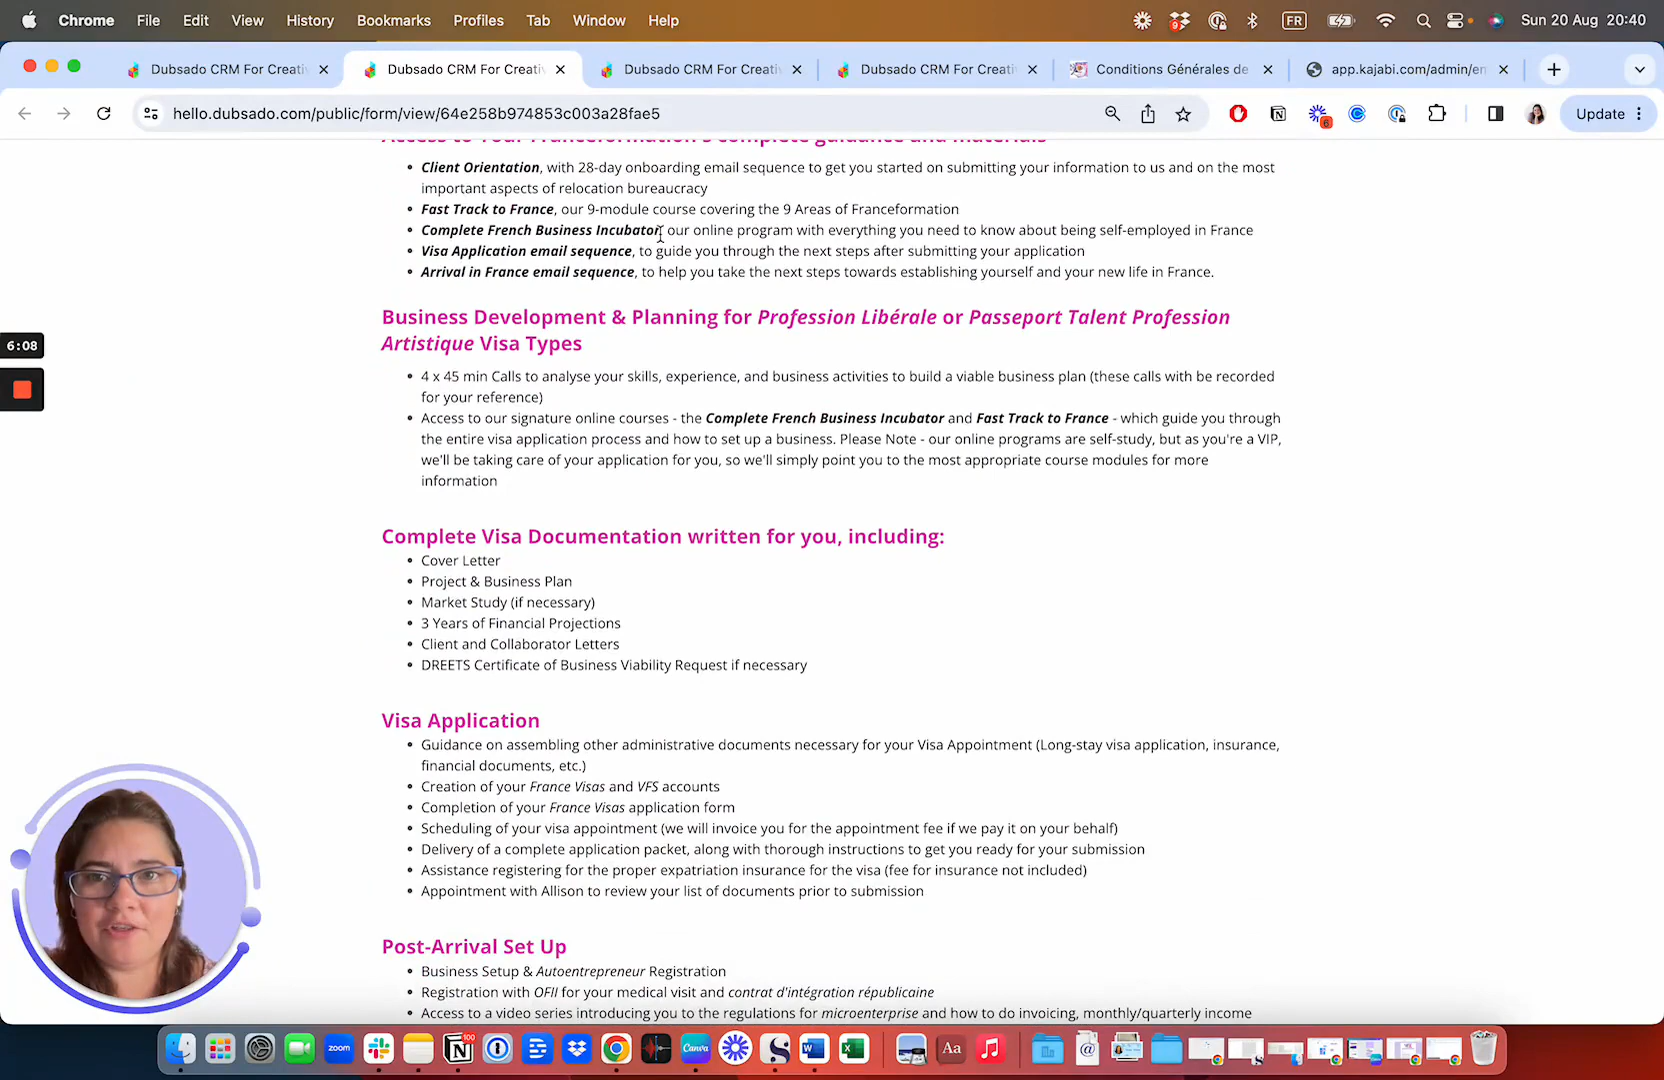 Chrome File Edit View History Bookmarks Profiles Tab Window Help
FR
Sun 20 Aug 20:40
Dubsado CRM For Creativ
Dubsado CRM For Creativ
Dubsado CRM For Creativ
Dubsado CRM For Creativ
Conditions Générales de
app.kajabi.com/admin/en
hello.dubsado.com/public/form/view/64e258b974853c003a28fae5
6
Update
Access to Your Franceformation's complete guidance and materials
Client Orientation, with 28-day onboarding email sequence to get you started on submitting your information to us and on the most
important aspects of relocation bureaucracy
Fast Track to France, our 9-module course covering the 9 Areas of Franceformation
Complete French Business Incubator, our online program with everything you need to know about being self-employed in France
Visa Application email sequence, to guide you through the next steps after submitting your application
Arrival in France email sequence, to help you take the next steps towards establishing yourself and your new life in France.
Business Development & Planning for Profession Libérale or Passeport Talent Profession
Artistique Visa Types
6:08
4 x 45 min Calls to analyse your skills, experience, and business activities to build a viable business plan (these calls with be recorded
for your reference)
Access to our signature online courses - the Complete French Business Incubator and Fast Track to France - which guide you through
the entire visa application process and how to set up a business. Please Note - our online programs are self-study, but as you're a VIP,
we'll be taking care of your application for you, so we'll simply point you to the most appropriate course modules for more
information
Complete Visa Documentation written for you, including:
Cover Letter
Project & Business Plan
Market Study (if necessary)
3 Years of Financial Projections
Client and Collaborator Letters
DREETS Certificate of Business Viability Request if necessary
Visa Application
Guidance on assembling other administrative documents necessary for your Visa Appointment (Long-stay visa application, insurance,
financial documents, etc.)
Creation of your France Visas and VFS accounts
Completion of your France Visas application form
Scheduling of your visa appointment (we will invoice you for the appointment fee if we pay it on your behalf)
Delivery of a complete application packet, along with thorough instructions to get you ready for your submission
Assistance registering for the proper expatriation insurance for the visa (fee for insurance not included)
Appointment with Allison to review your list of documents prior to submission
Post-Arrival Set Up
Business Setup & Autoentrepreneur Registration
Registration with OFII for your medical visit and contrat d'intégration républicaine
Access to a video series introducing you to the regulations for microenterprise and how to do invoicing, monthly/quarterly income
zoom
100
Canva
Aa